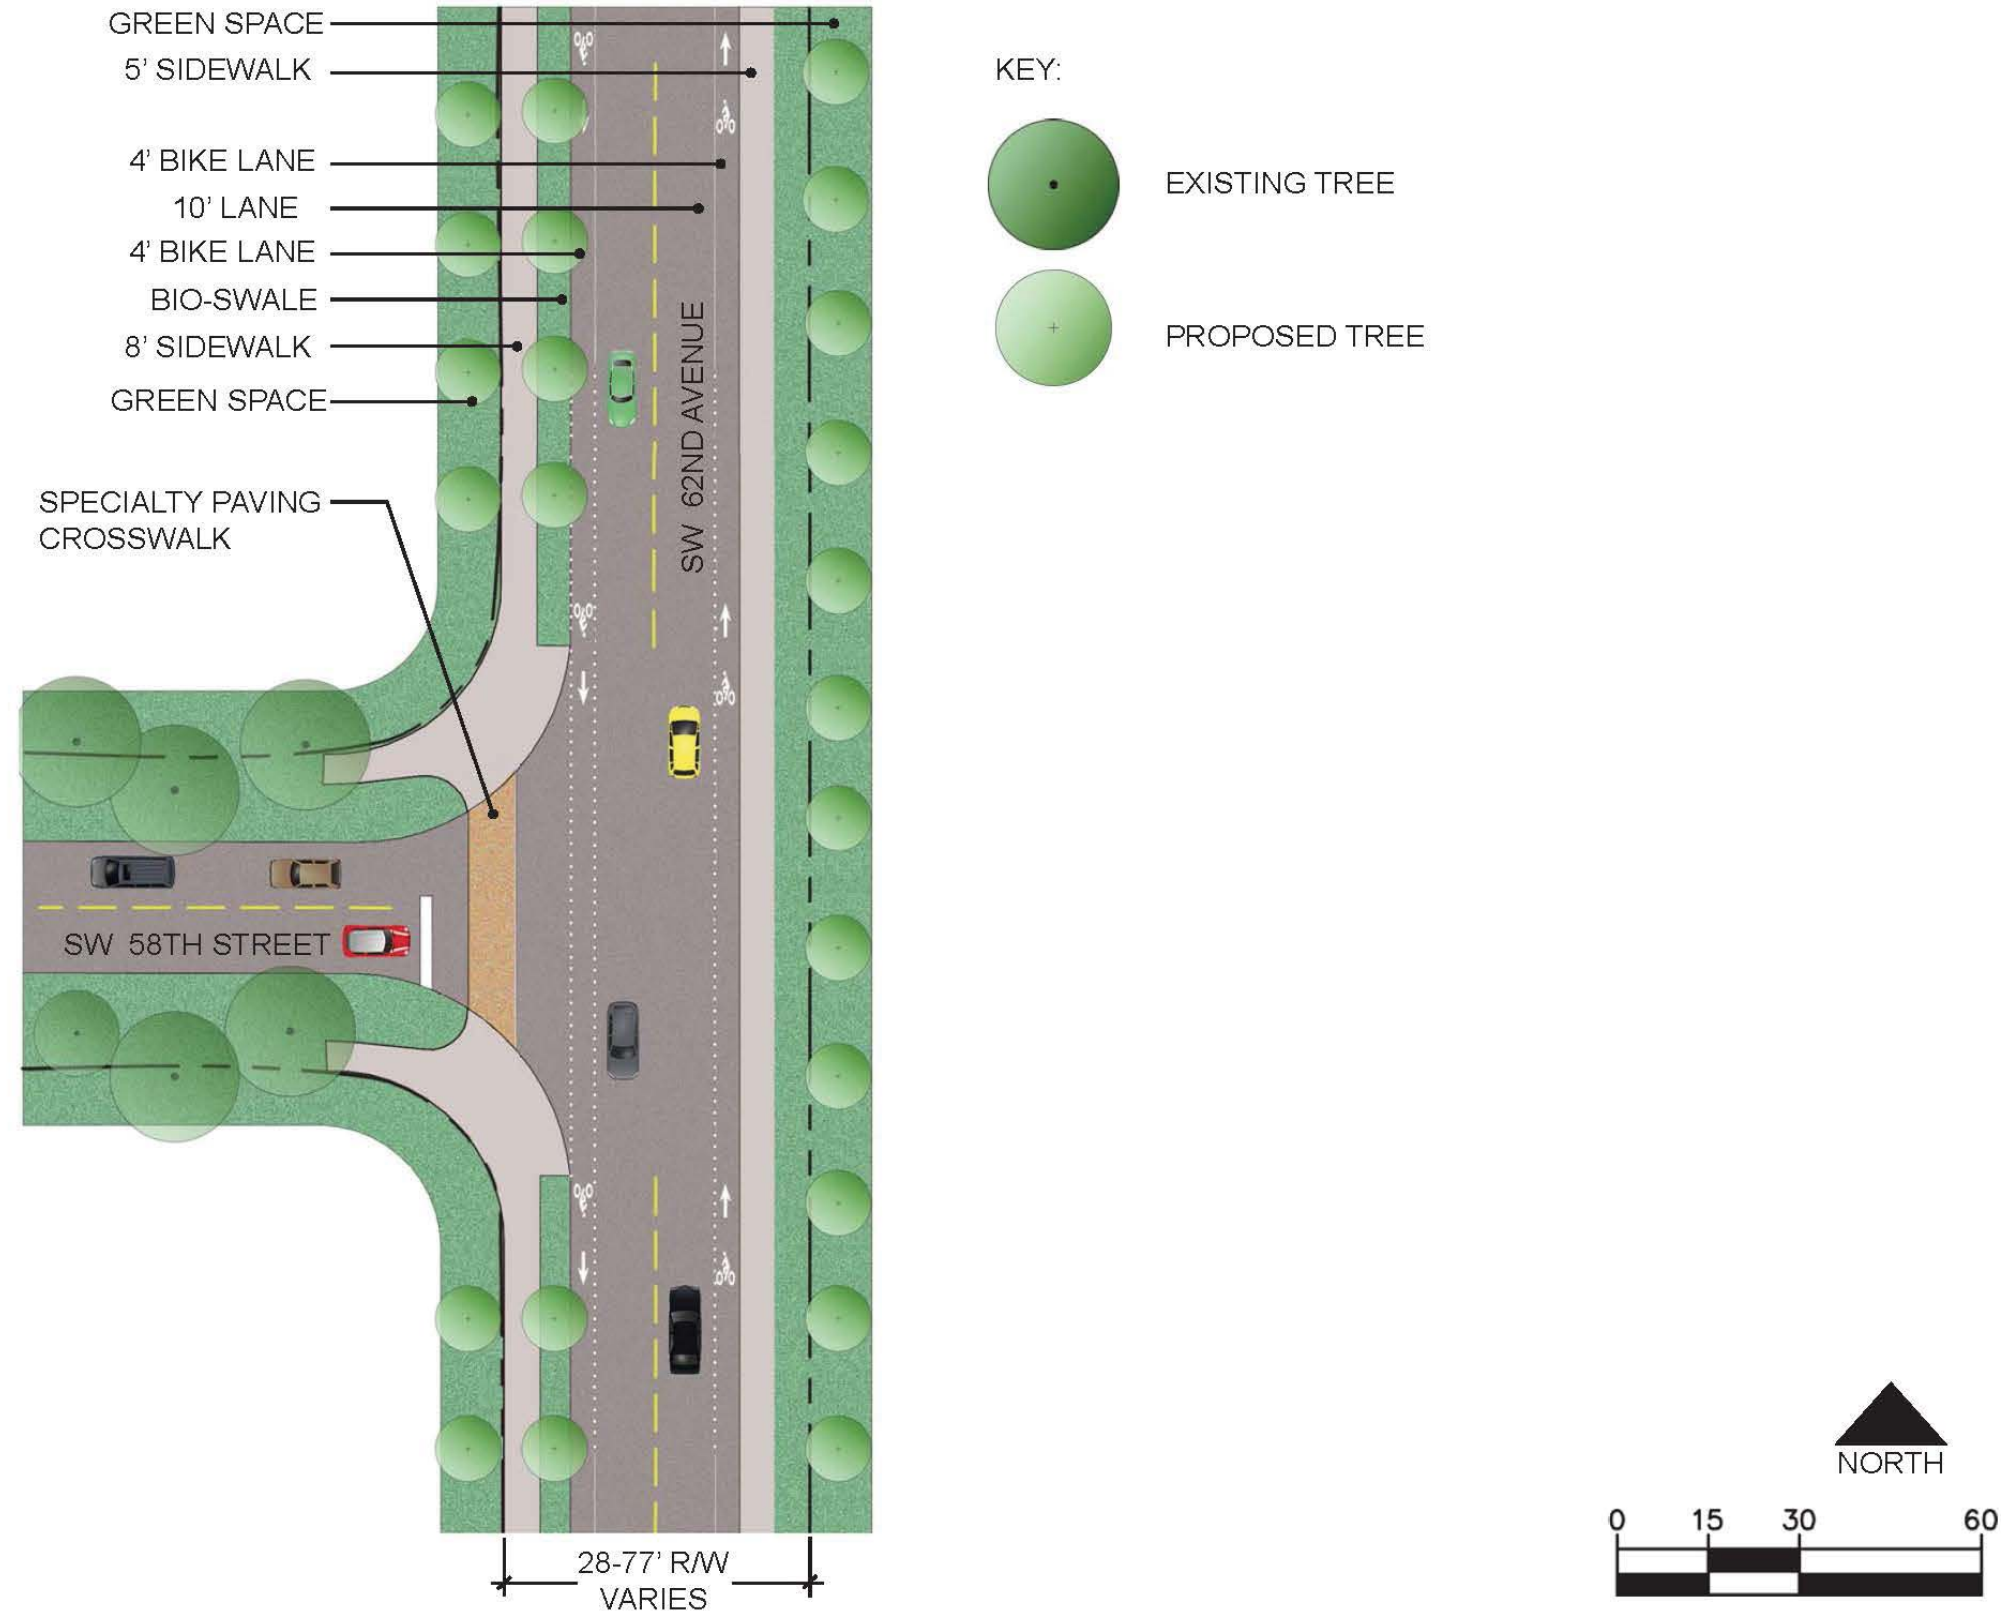 GREEN SPACE
5’ SIDEWALK
4’ BIKE LANE
10’ LANE
4’ BIKE LANE
BIO-SWALE
8’ SIDEWALK
GREEN SPACE
SPECIALTY PAVING
CROSSWALK
SW 62ND AVENUE
SW 58TH STREET
28-77’ R/W
VARIES
KEY:
EXISTING TREE
PROPOSED TREE
NORTH
0 15 30 60